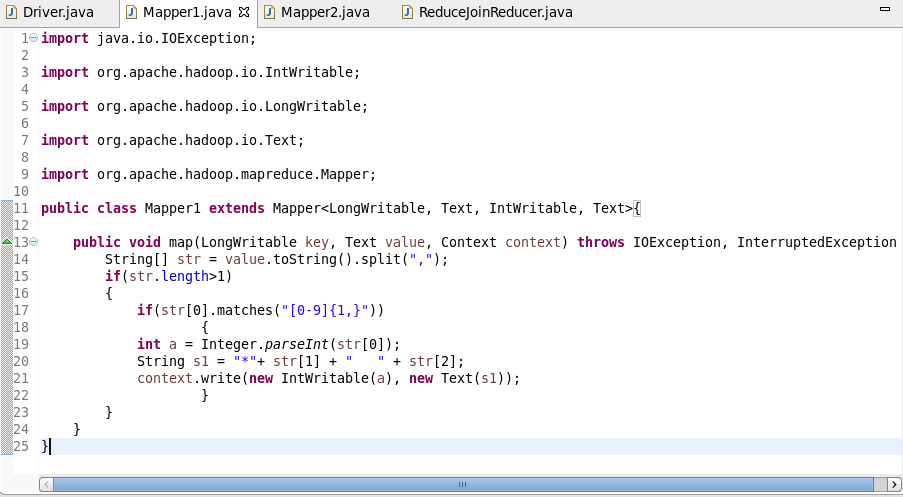 Driver.java Mapper1.java Mapper2.java ReduceJoinReducer.java
1 import java.io.IOException;
2
3 import org.apache.hadoop.io.IntWritable;
4
5 import org.apache.hadoop.io.LongWritable;
6
7 import org.apache.hadoop.io.Text;
8
9 import org.apache.hadoop.mapreduce.Mapper;
10
11 public class Mapper1 extends Mapper<LongWritable, Text, IntWritable, Text>{
12
13     public void map(LongWritable key, Text value, Context context) throws IOException, InterruptedException
14         String[] str = value.toString().split(",");
15         if(str.length>1)
16         {
17             if(str[0].matches("[0-9]{1,}"))
18                     {
19             int a = Integer.parseInt(str[0]);
20             String s1 = "*"+ str[1] + "   " + str[2];
21             context.write(new IntWritable(a), new Text(s1));
22                     }
23         }
24     }
25 }